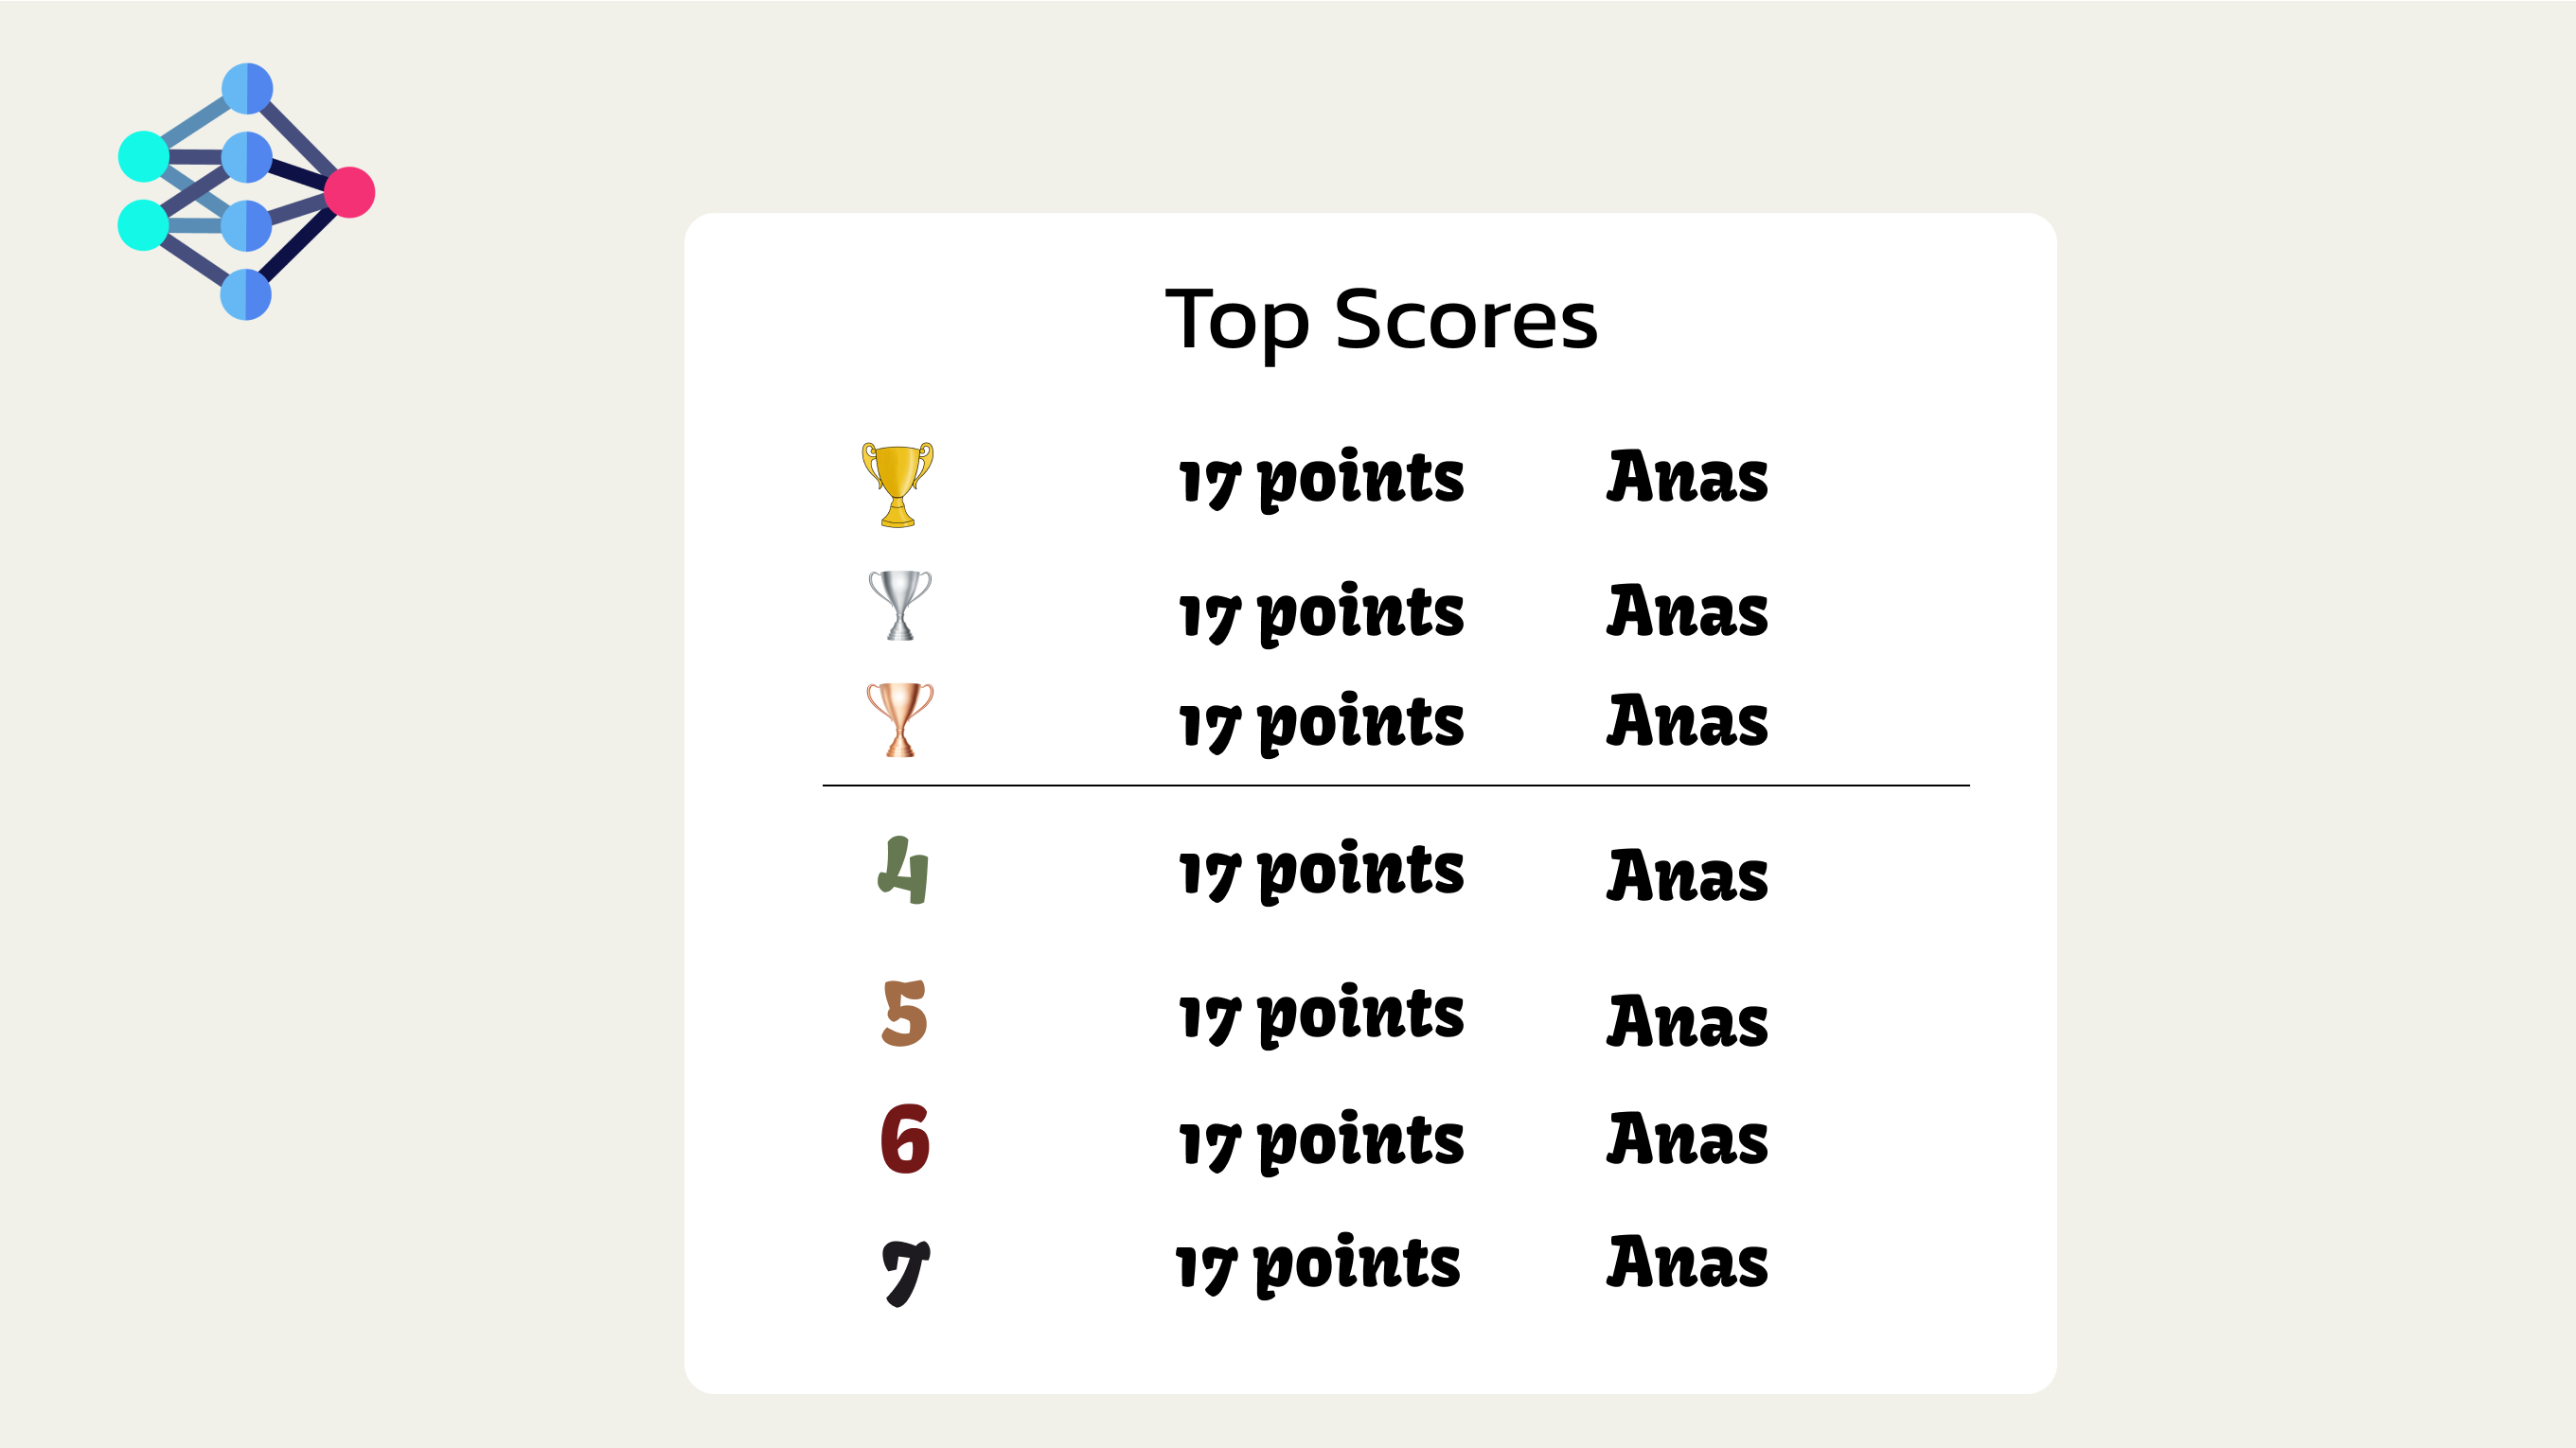 Top Scores
17 points Anas
17 points Anas
17 points Anas
4 17 points Anas
5 17 points Anas
6 17 points Anas
7 17 points Anas